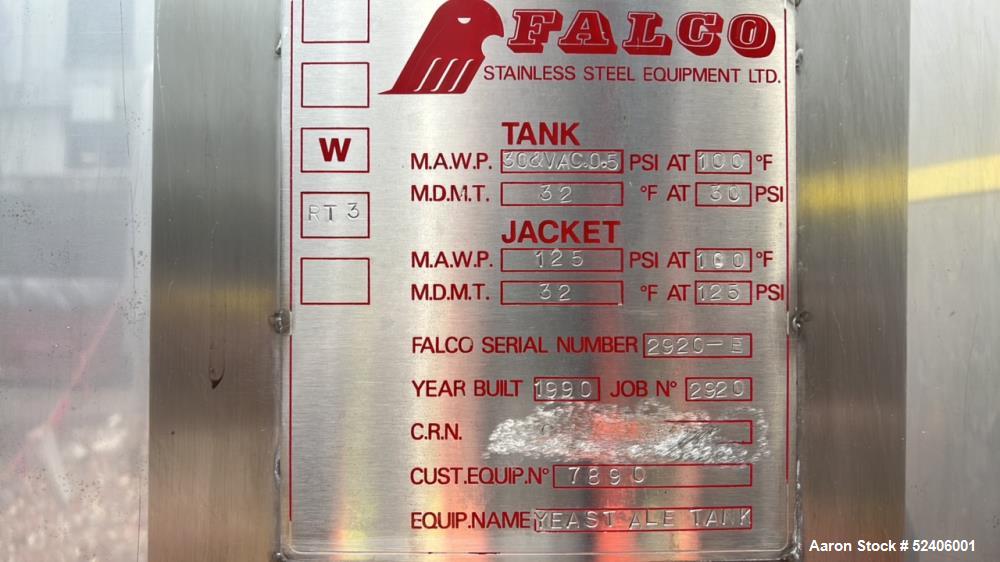 FALCO
STAINLESS STEEL EQUIPMENT LTD.
TANK
W
M.A.W.P. 30&VAC.0.5 PSI AT 100 °F
M.D.M.T. 32 °F AT 30 PSI
RT 3
JACKET
M.A.W.P. 125 PSI AT 100 °F
M.D.M.T. 32 °F AT 125 PSI
FALCO SERIAL NUMBER 2920-E
YEAR BUILT 1990 JOB N° 2920
C.R.N.
CUST.EQUIP.N° 7890
EQUIP.NAME YEAST ALE TANK
Aaron Stock # 52406001